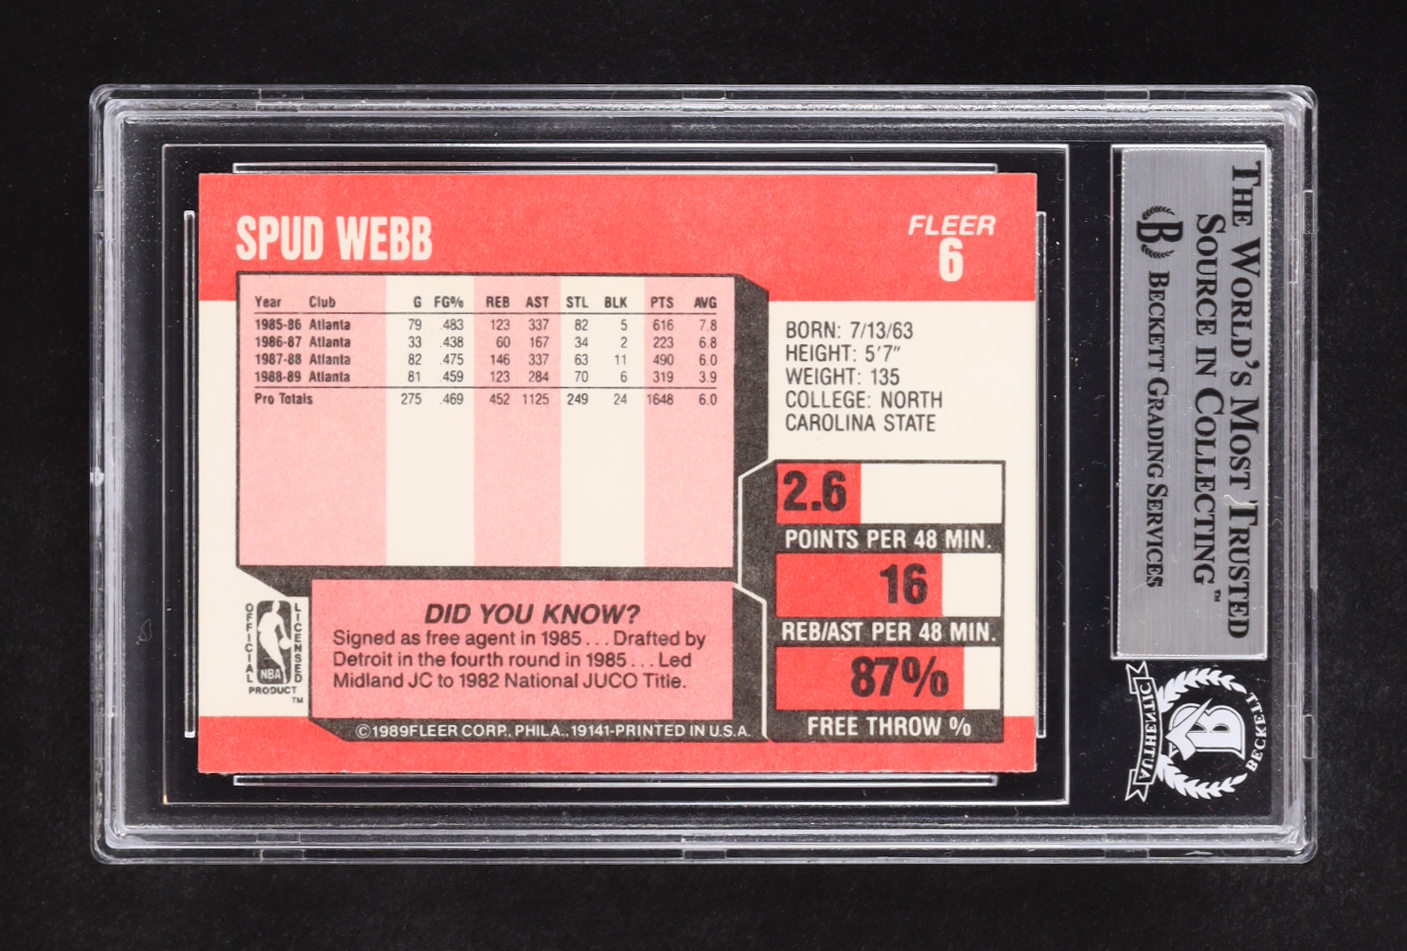 SPUD WEBB
FLEER
6
Year Club G FG% REB AST STL BLK PTS AVG
1985-86 Atlanta 79 .483 123 337 82 5 616 7.8
1986-87 Atlanta 33 .438 60 167 34 2 223 6.8
1987-88 Atlanta 82 .475 146 337 63 11 490 6.0
1988-89 Atlanta 81 .459 123 284 70 6 319 3.9
Pro Totals 275 .469 452 1125 249 24 1648 6.0
BORN: 7/13/63
HEIGHT: 5'7"
WEIGHT: 135
COLLEGE: NORTH
CAROLINA STATE
2.6
POINTS PER 48 MIN.
16
REB/AST PER 48 MIN.
87%
FREE THROW %
DID YOU KNOW?
Signed as free agent in 1985 . . . Drafted by
Detroit in the fourth round in 1985 . . . Led
Midland JC to 1982 National JUCO Title.
OFFICIAL
LICENSED
NBA
PRODUCT
TM
©1989 FLEER CORP., PHILA., 19141-PRINTED IN U.S.A.
THE WORLD'S MOST TRUSTED
SOURCE IN COLLECTING™
B BECKETT GRADING SERVICES
AUTHENTIC
B
BECKETT